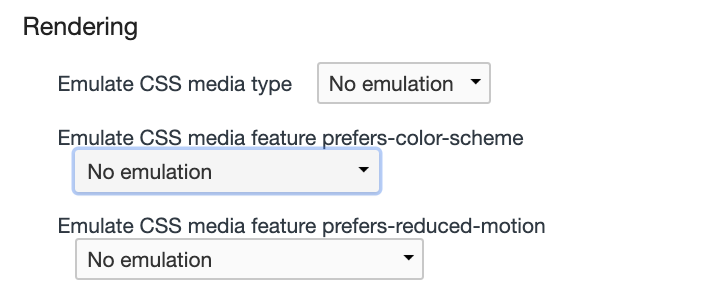 Rendering
Emulate CSS media type No emulation
Emulate CSS media feature prefers-color-scheme
No emulation
Emulate CSS media feature prefers-reduced-motion
No emulation